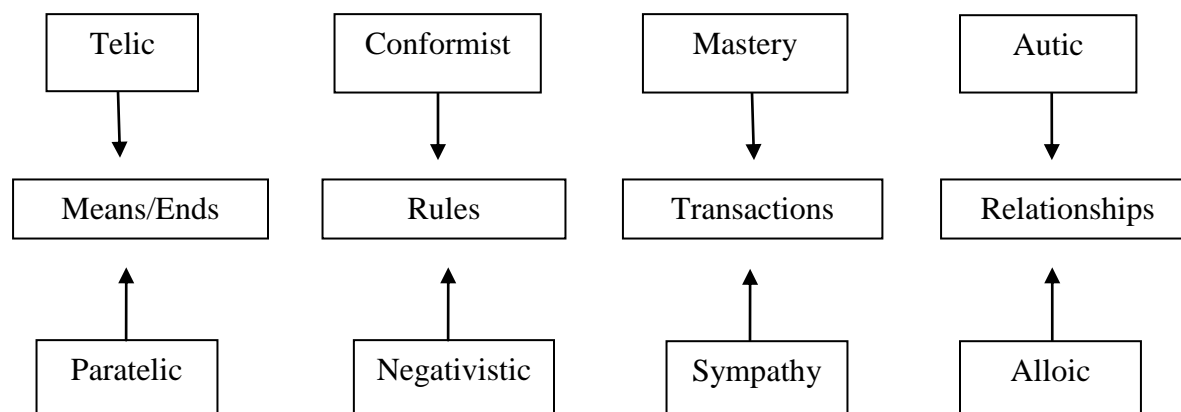 Telic Conformist Mastery Autic
Means/Ends Rules Transactions Relationships
Paratelic Negativistic Sympathy Alloic